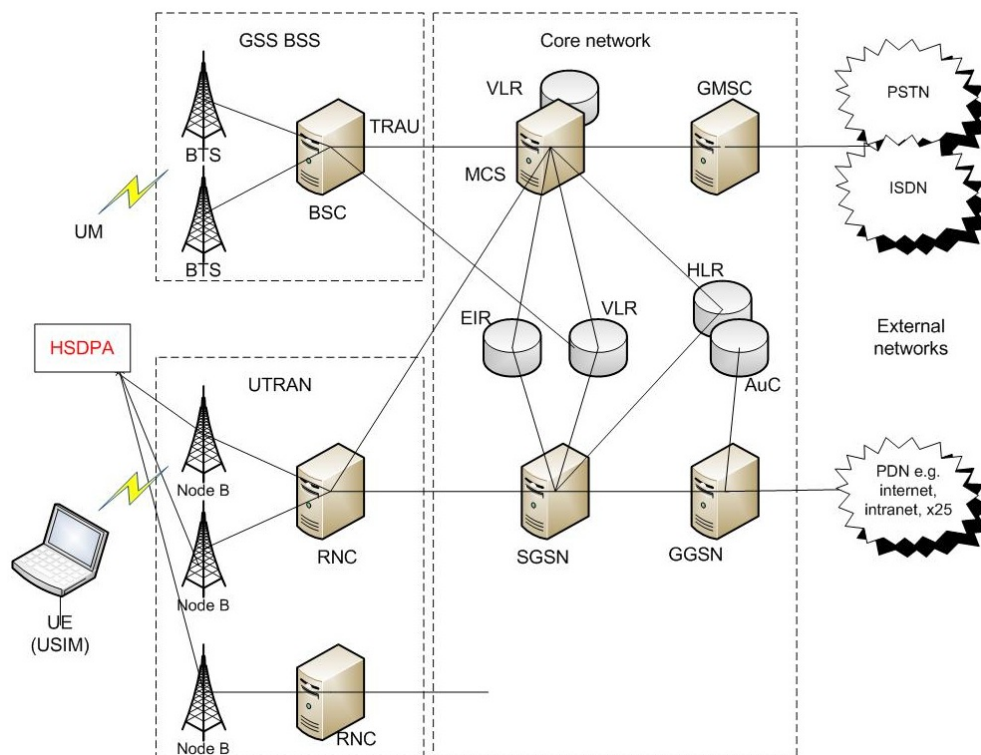 GSS BSS
Core network
VLR
GMSC
PSTN
TRAU
BTS
MCS
BSC
ISDN
UM
BTS
HLR
EIR
VLR
External
networks
HSDPA
UTRAN
AuC
Node B
PDN e.g.
internet,
intranet, x25
RNC
SGSN
GGSN
Node B
UE
(USIM)
RNC
Node B